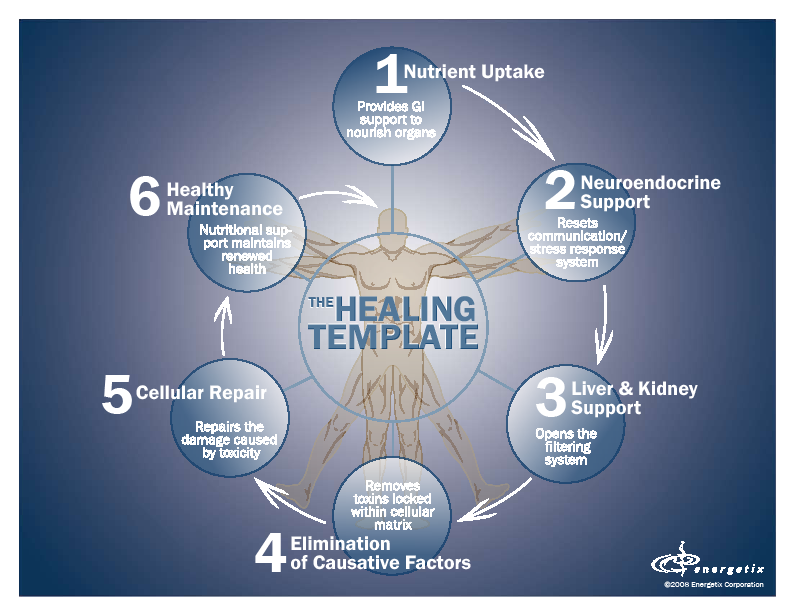 1 Nutrient Uptake
Provides GI
support to
nourish organs
2 Neuroendocrine
Support
Resets
communication/
stress response
system
3 Liver & Kidney
Support
Opens the
filtering
system
Removes
toxins locked
within cellular
matrix
4 Elimination
of Causative Factors
5 Cellular Repair
Repairs the
damage caused
by toxicity
6 Healthy
Maintenance
Nutritional sup-
port maintains
renewed
health
THE HEALING
TEMPLATE
energetix
©2008 Energetix Corporation